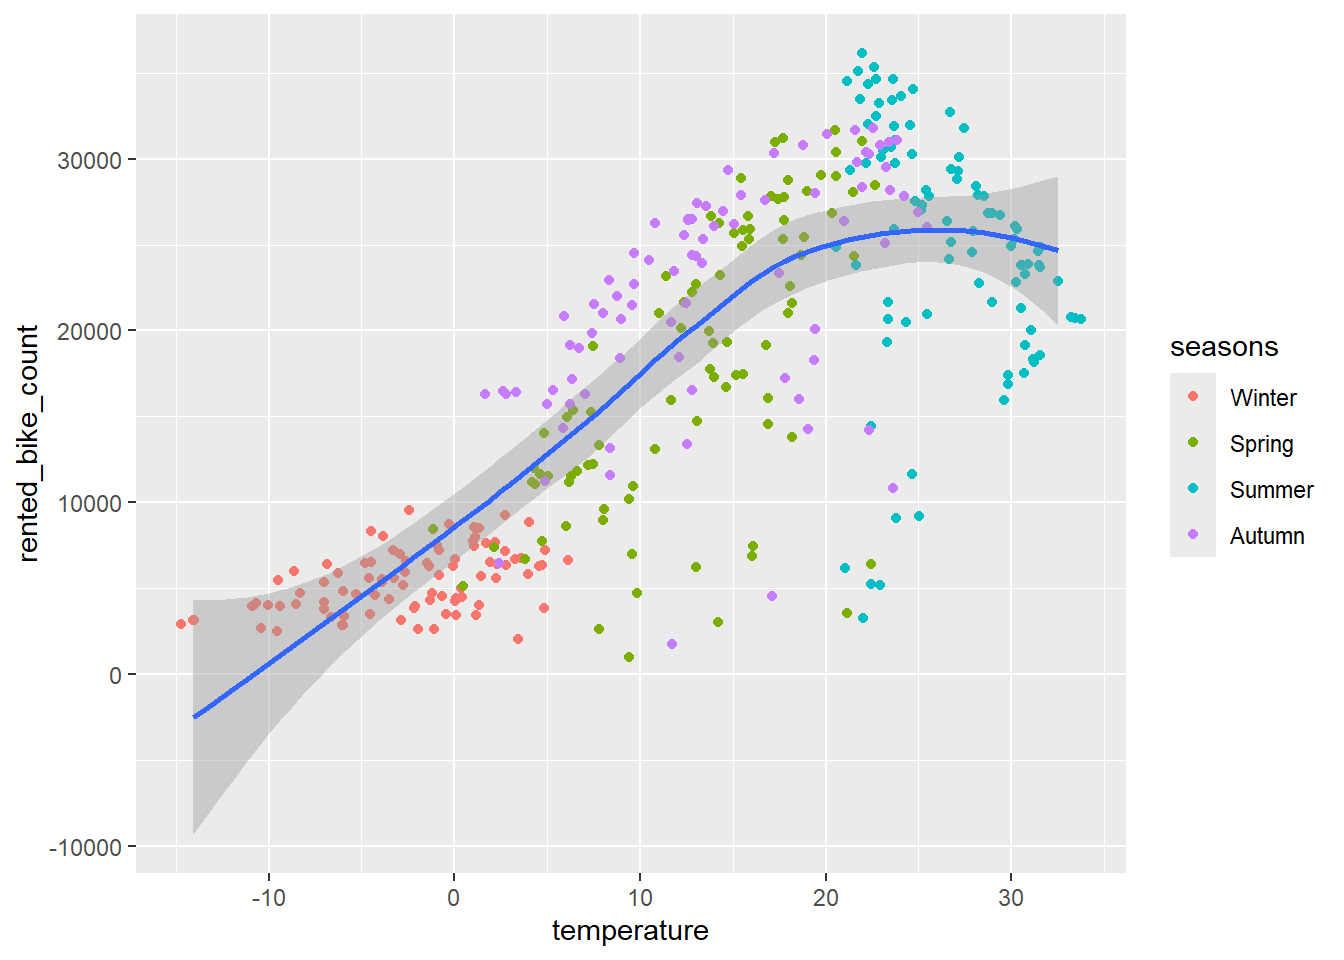 rented_bike_count
30000
20000
10000
0
-10000
-10
0
10
20
30
temperature
seasons
Winter
Spring
Summer
Autumn